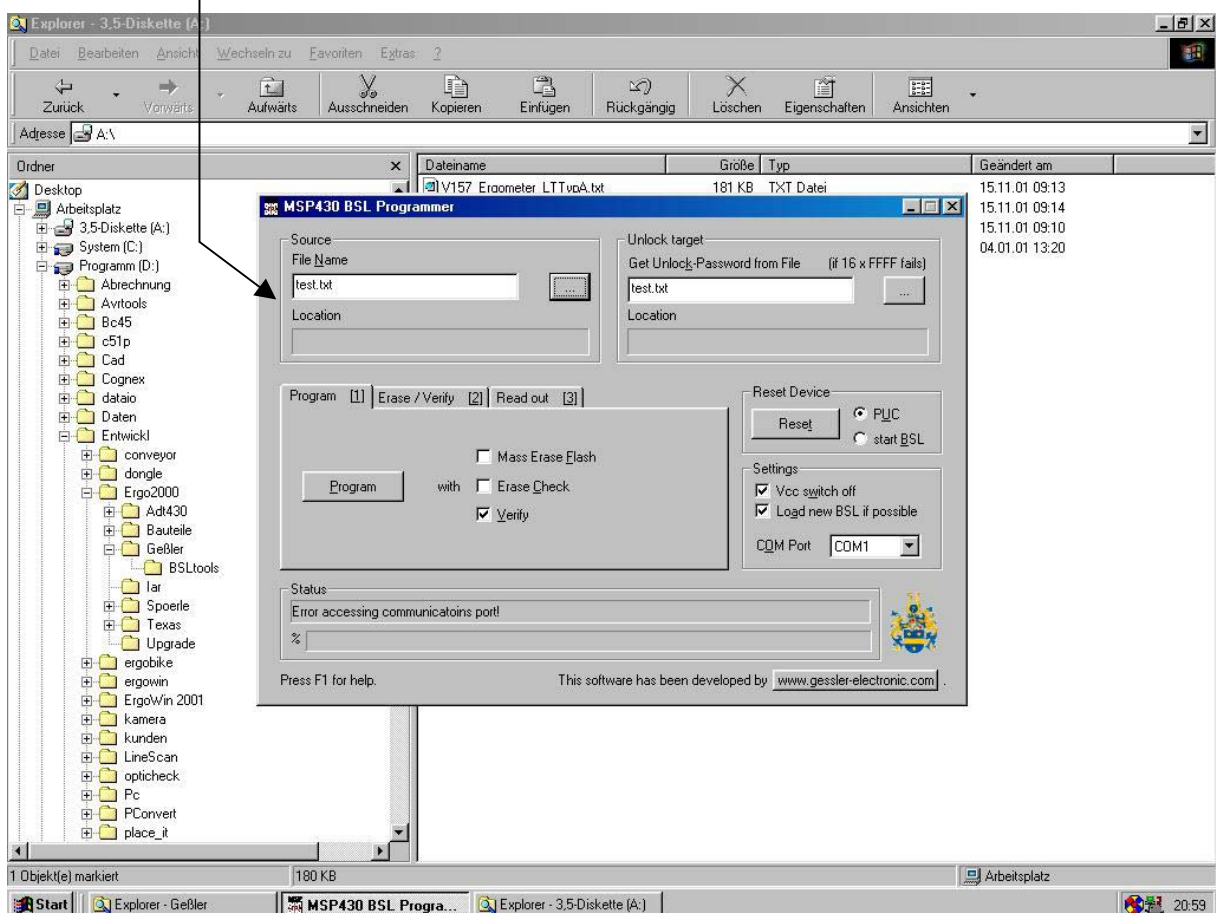 Explorer - 3,5-Diskette (A:)
Datei Bearbeiten Ansicht Wechseln zu Favoriten Extras ?
Zurück Vorwärts Aufwärts Ausschneiden Kopieren Einfügen Rückgängig Löschen Eigenschaften Ansichten
Adresse A:\
Ordner
Desktop
Arbeitsplatz
3,5-Diskette (A:)
System (C:)
Programm (D:)
Abrechnung
Avrtools
Bc45
c51p
Cad
Cognex
dataio
Daten
Entwickl
conveyor
dongle
Ergo2000
Adt430
Bauteile
Geßler
BSLtools
Iar
Spoerle
Texas
Upgrade
ergobike
ergowin
ErgoWin 2001
kamera
kunden
LineScan
opticheck
Pc
PConvert
place_it
Dateiname Größe Typ Geändert am
V157_Ergometer_LTTypA.txt 181 KB TXT Datei 15.11.01 09:13
15.11.01 09:14
15.11.01 09:10
04.01.01 13:20
MSP430 BSL Programmer
Source
File Name
test.txt
...
Location
Unlock target
Get Unlock-Password from File (if 16 x FFFF fails)
test.txt
...
Location
Program [1] Erase / Verify [2] Read out [3]
Program with
Mass Erase Flash
Erase Check
Verify
Reset Device
Reset
PUC
start BSL
Settings
Vcc switch off
Load new BSL if possible
COM Port COM1
Status
Error accessing communicatoins port!
%
Press F1 for help.
This software has been developed by www.gessler-electronic.com .
1 Objekt(e) markiert 180 KB Arbeitsplatz
Start Explorer - Geßler MSP430 BSL Progra... Explorer - 3,5-Diskette (A:) 20:59